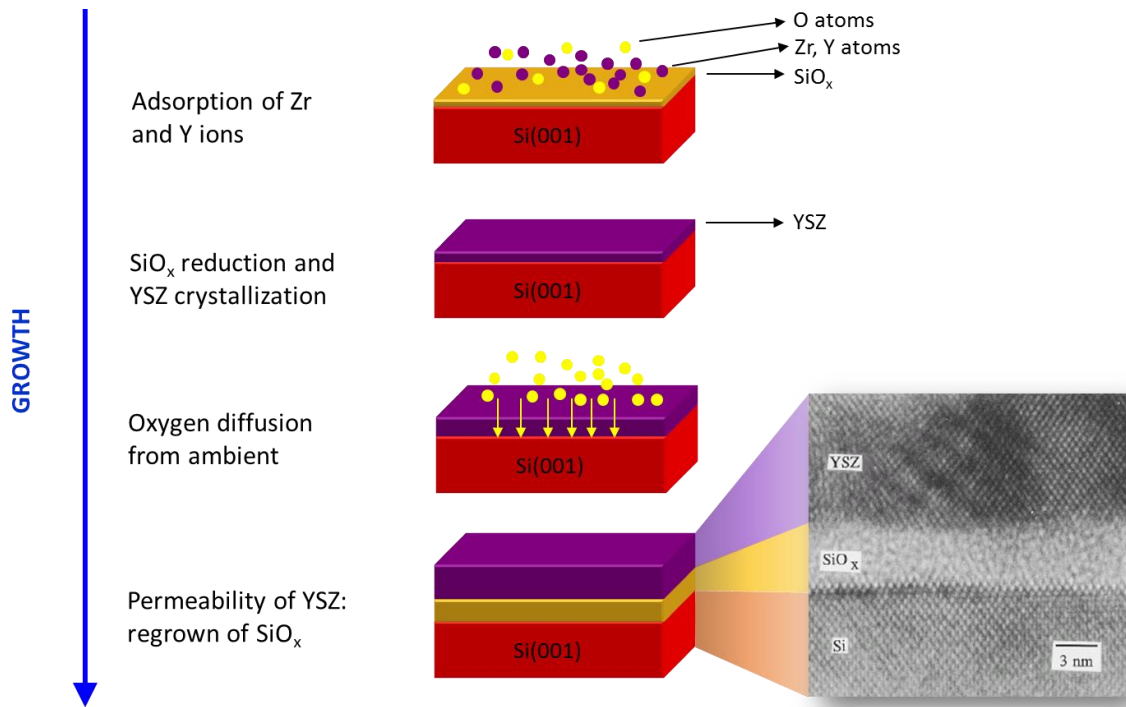 O atoms
Zr, Y atoms
SiOₓ
Adsorption of Zr
and Y ions
Si(001)
YSZ
SiOₓ reduction and
YSZ crystallization
Si(001)
GROWTH
Oxygen diffusion
from ambient
Si(001)
YSZ
SiOₓ
Permeability of YSZ:
regrown of SiOₓ
Si(001)
Si
3 nm